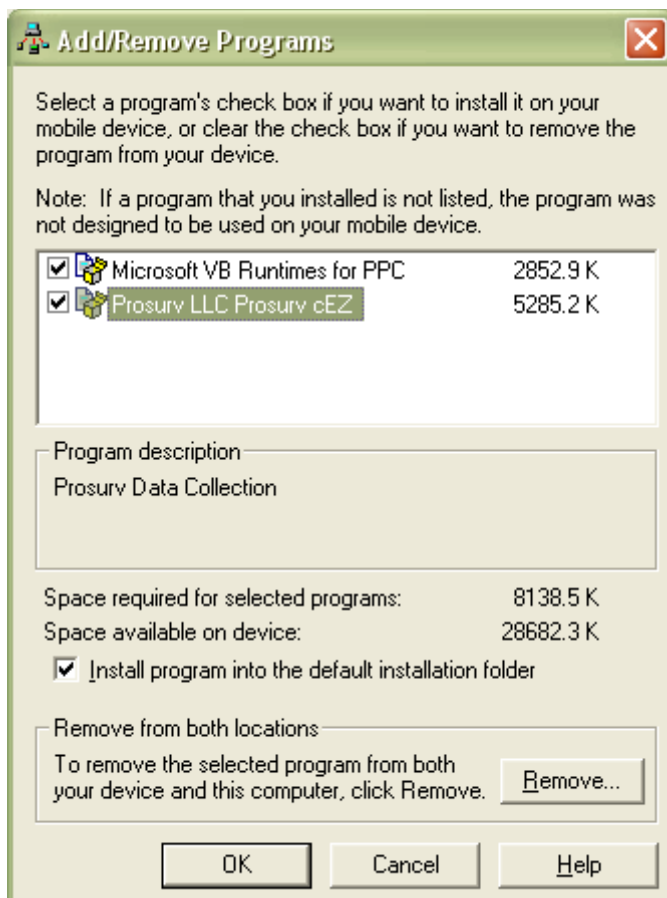 Add/Remove Programs
Select a program's check box if you want to install it on your
mobile device, or clear the check box if you want to remove the
program from your device.
Note: If a program that you installed is not listed, the program was
not designed to be used on your mobile device.
Microsoft VB Runtimes for PPC 2852.9 K
Prosurv LLC Prosurv cEZ 5285.2 K
Program description
Prosurv Data Collection
Space required for selected programs: 8138.5 K
Space available on device: 28682.3 K
Install program into the default installation folder
Remove from both locations
To remove the selected program from both
your device and this computer, click Remove.
Remove...
OK Cancel Help